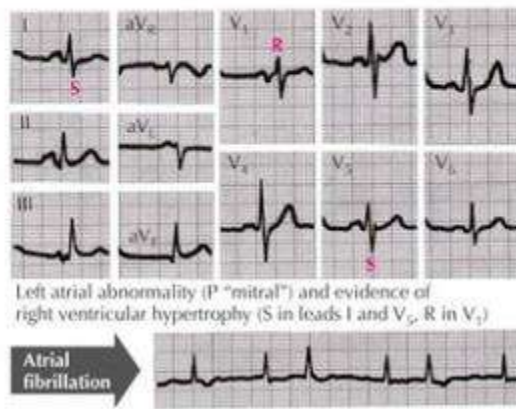 I
aVR
V1
R
V2
V3
S
II
aVL
V4
V5
V6
III
aVF
S
Left atrial abnormality (P "mitral") and evidence of
right ventricular hypertrophy (S in leads I and V5, R in V1)
Atrial
fibrillation